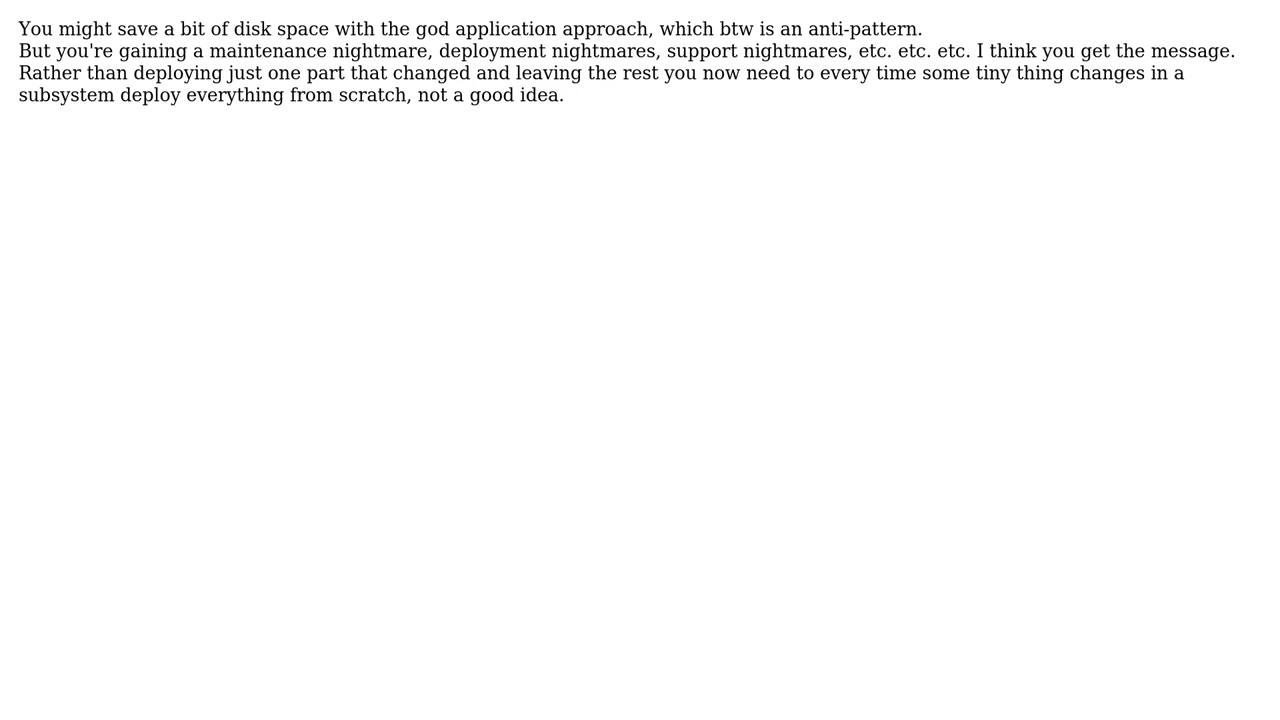 You might save a bit of disk space with the god application approach, which btw is an anti-pattern.
But you're gaining a maintenance nightmare, deployment nightmares, support nightmares, etc. etc. etc. I think you get the message.
Rather than deploying just one part that changed and leaving the rest you now need to every time some tiny thing changes in a
subsystem deploy everything from scratch, not a good idea.